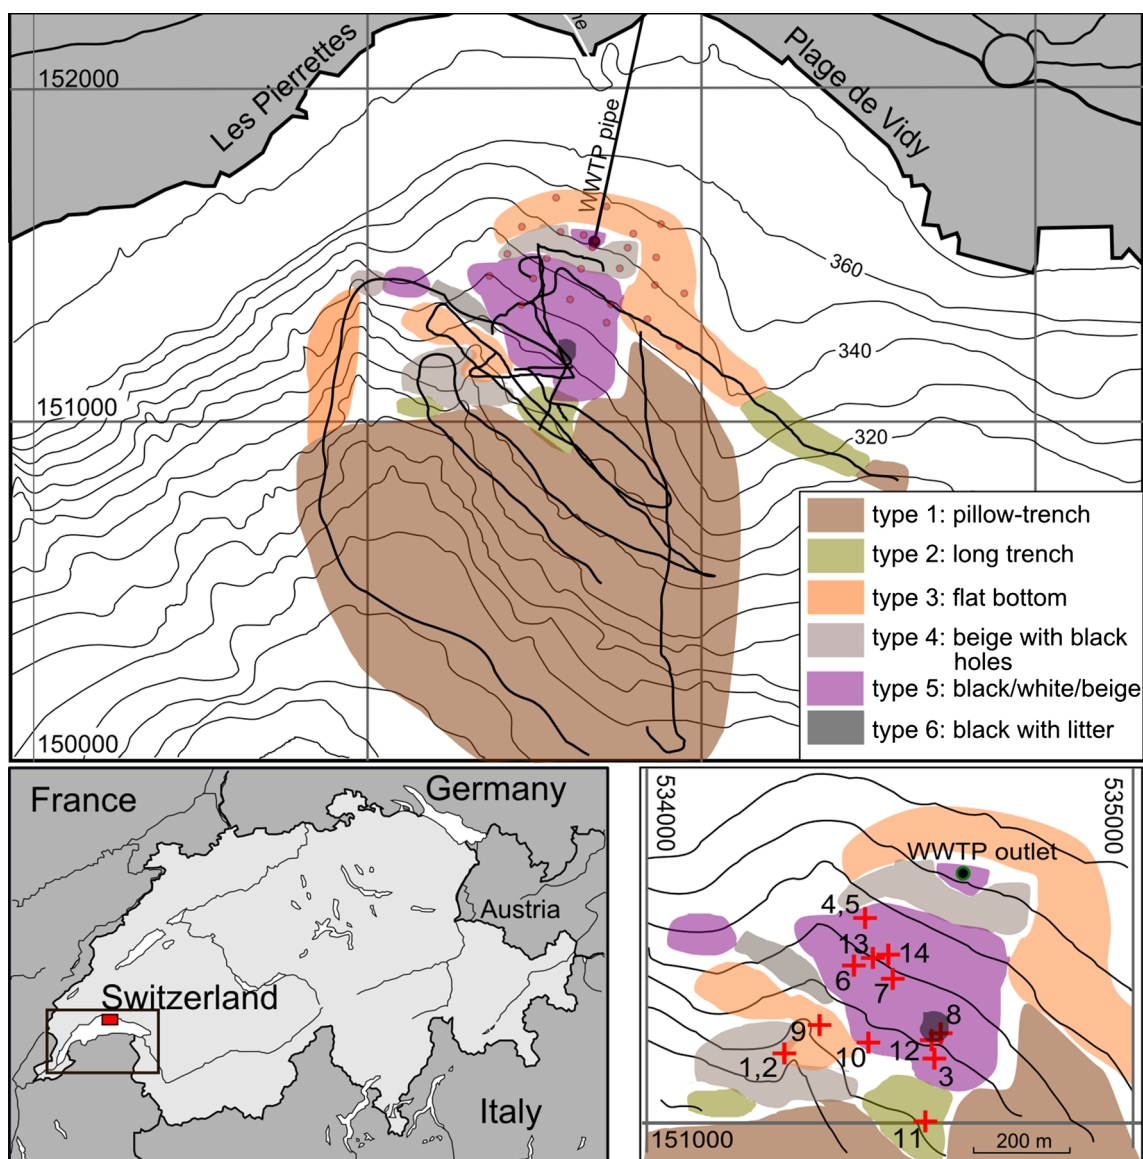 152000
Les Pierrettes
ne
Plage de Vidy
WWTP pipe
360
340
151000
320
type 1: pillow-trench
type 2: long trench
type 3: flat bottom
type 4: beige with black
holes
type 5: black/white/beige
type 6: black with litter
150000
France
Germany
Austria
Switzerland
Italy
534000
535000
WWTP outlet
4,5
13
14
6
7
8
9
10
12
1,2
3
11
151000
200 m